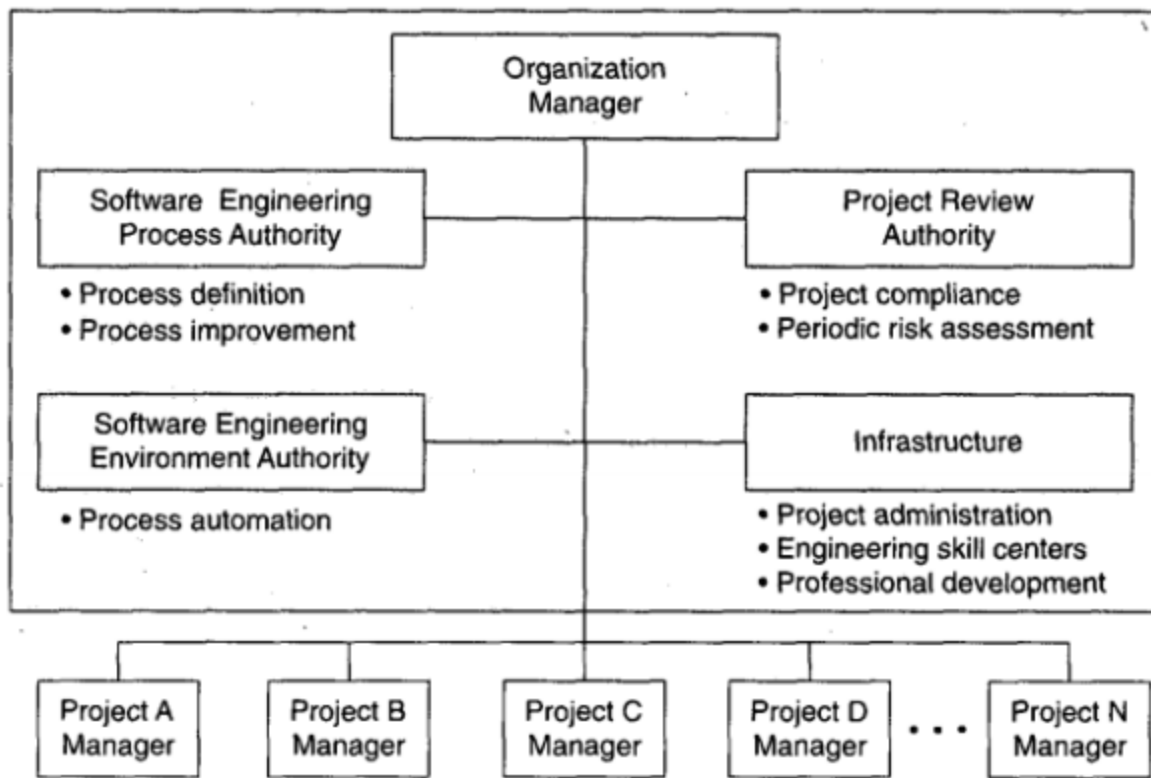 Organization
Manager
Software Engineering
Process Authority
Project Review
Authority
• Process definition
• Process improvement
• Project compliance
• Periodic risk assessment
Software Engineering
Environment Authority
Infrastructure
• Process automation
• Project administration
• Engineering skill centers
• Professional development
Project A
Manager
Project B
Manager
Project C
Manager
Project D
Manager
• • •
Project N
Manager